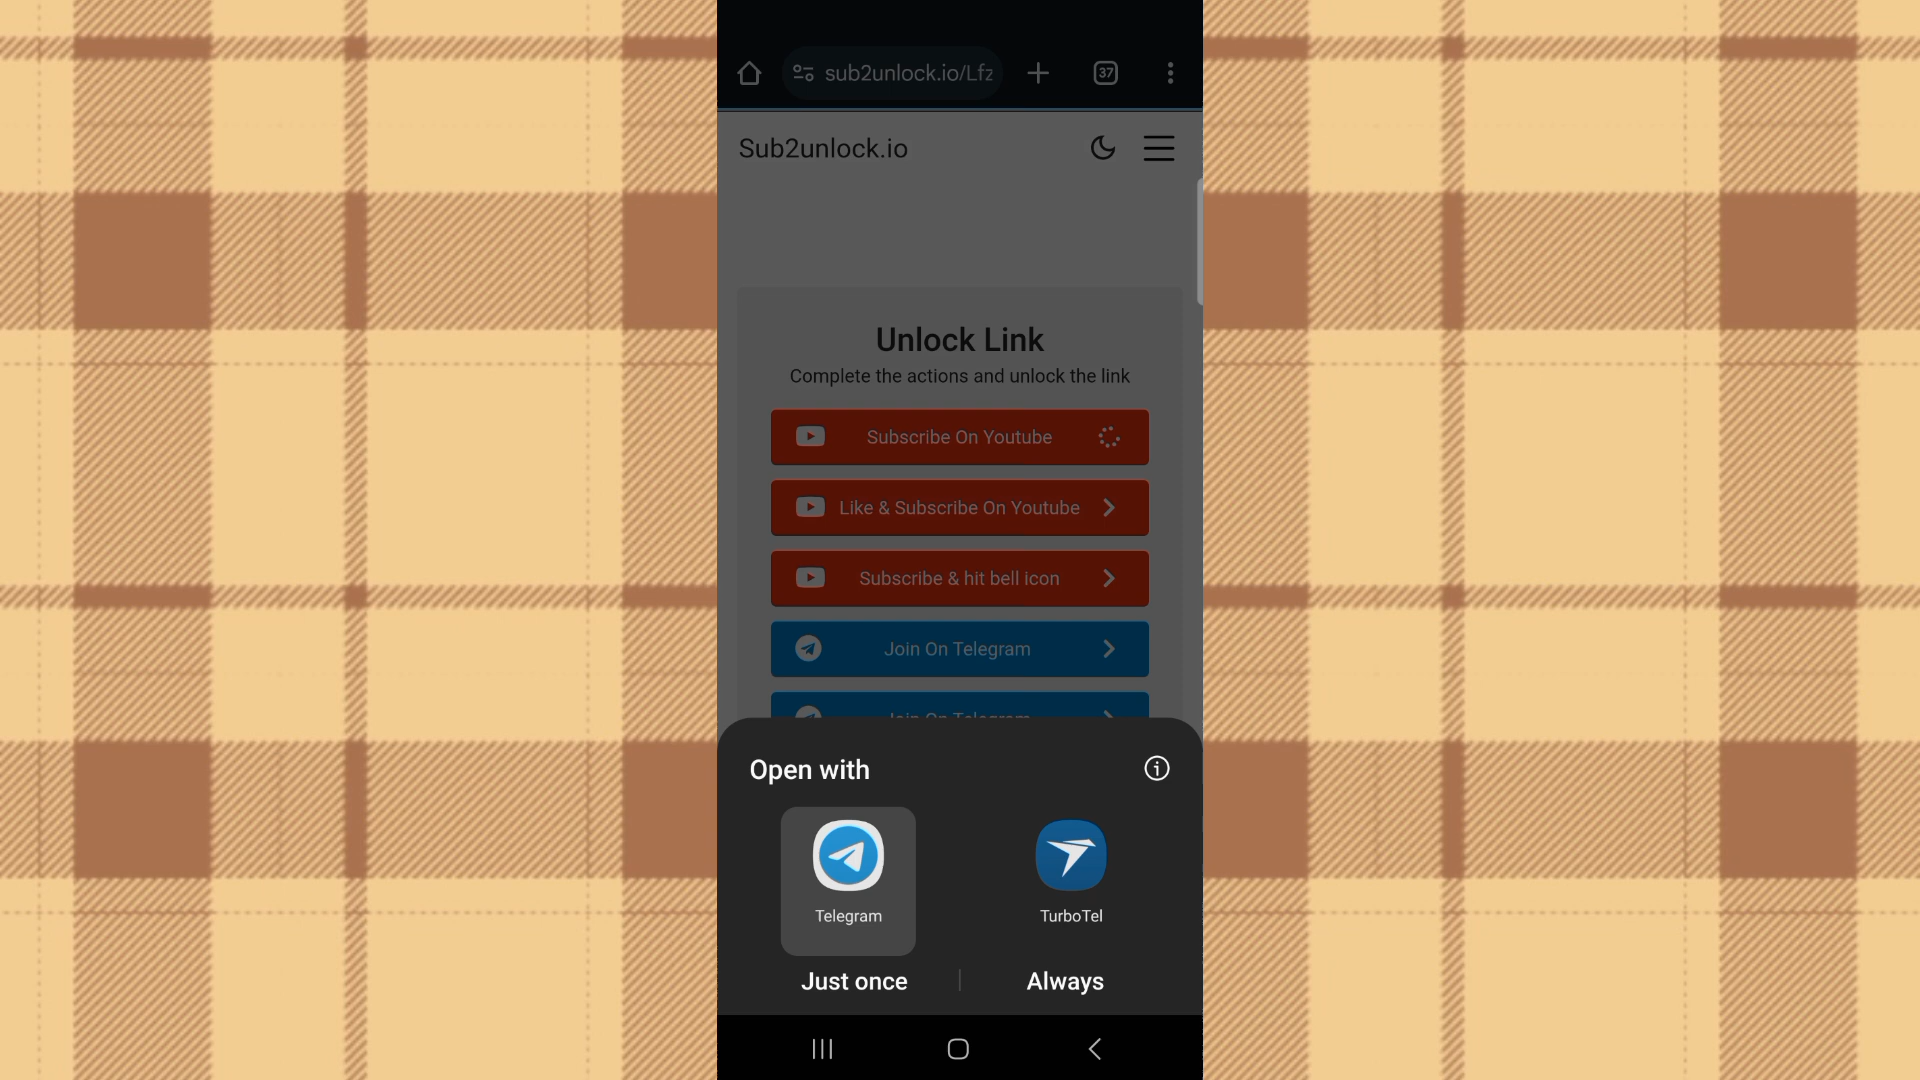 sub2unlock.io/Lfz
37
Sub2unlock.io
Unlock Link
Complete the actions and unlock the link
Subscribe On Youtube
Like & Subscribe On Youtube
Subscribe & hit bell icon
Join On Telegram
Join On Telegram
Open with
Telegram
TurboTel
Just once
Always